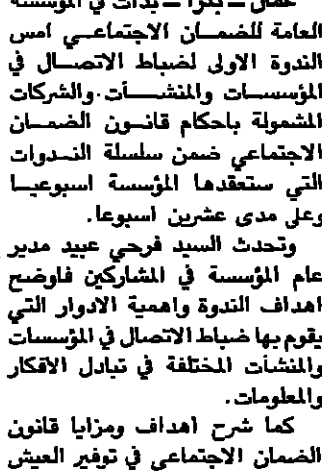 عمان ـ بترا ـ بدأت في المؤسسة
العامة للضمان الاجتماعي امس
الندوة الاولى لضباط الاتصال في
المؤسسات والمنشآت والشركات
المشمولة باحكام قانون الضمان
الاجتماعي ضمن سلسلة الندوات
التي ستعقدها المؤسسة اسبوعيا
وعلى مدى عشرين اسبوعا.
وتحدث السيد فرحي عبيد مدير
عام المؤسسة في المشاركين فاوضح
اهداف الندوة واهمية الادوار التي
يقوم بها ضباط الاتصال في المؤسسات
والمنشآت المختلفة في تبادل الافكار
والمعلومات.
كما شرح اهداف ومزايا قانون
الضمان الاجتماعي في توفير العيش